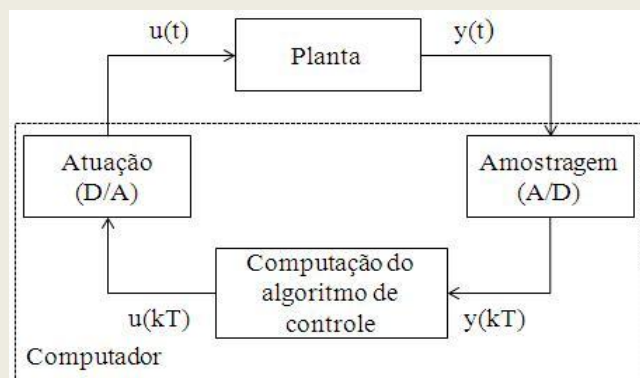 u(t)
Planta
y(t)
Atuação
(D/A)
Amostragem
(A/D)
Computação do
algoritmo de
controle
u(kT)
y(kT)
Computador